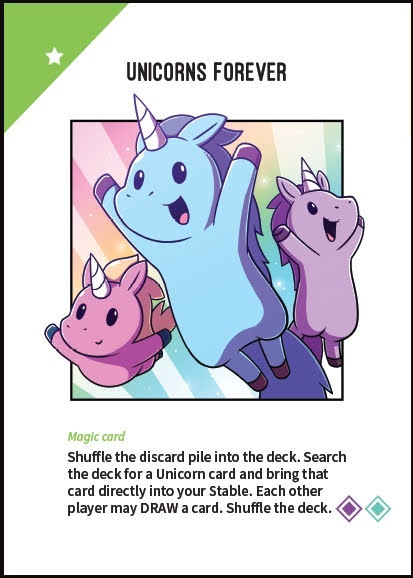 UNICORNS FOREVER
Magic card
Shuffle the discard pile into the deck. Search
the deck for a Unicorn card and bring that
card directly into your Stable. Each other
player may DRAW a card. Shuffle the deck.